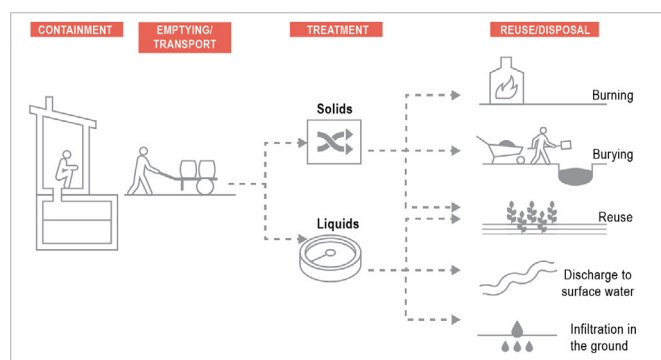 CONTAINMENT
EMPTYING/
TRANSPORT
TREATMENT
REUSE/DISPOSAL
Solids
Liquids
Burning
Burying
Reuse
Discharge to
surface water
Infiltration in
the ground